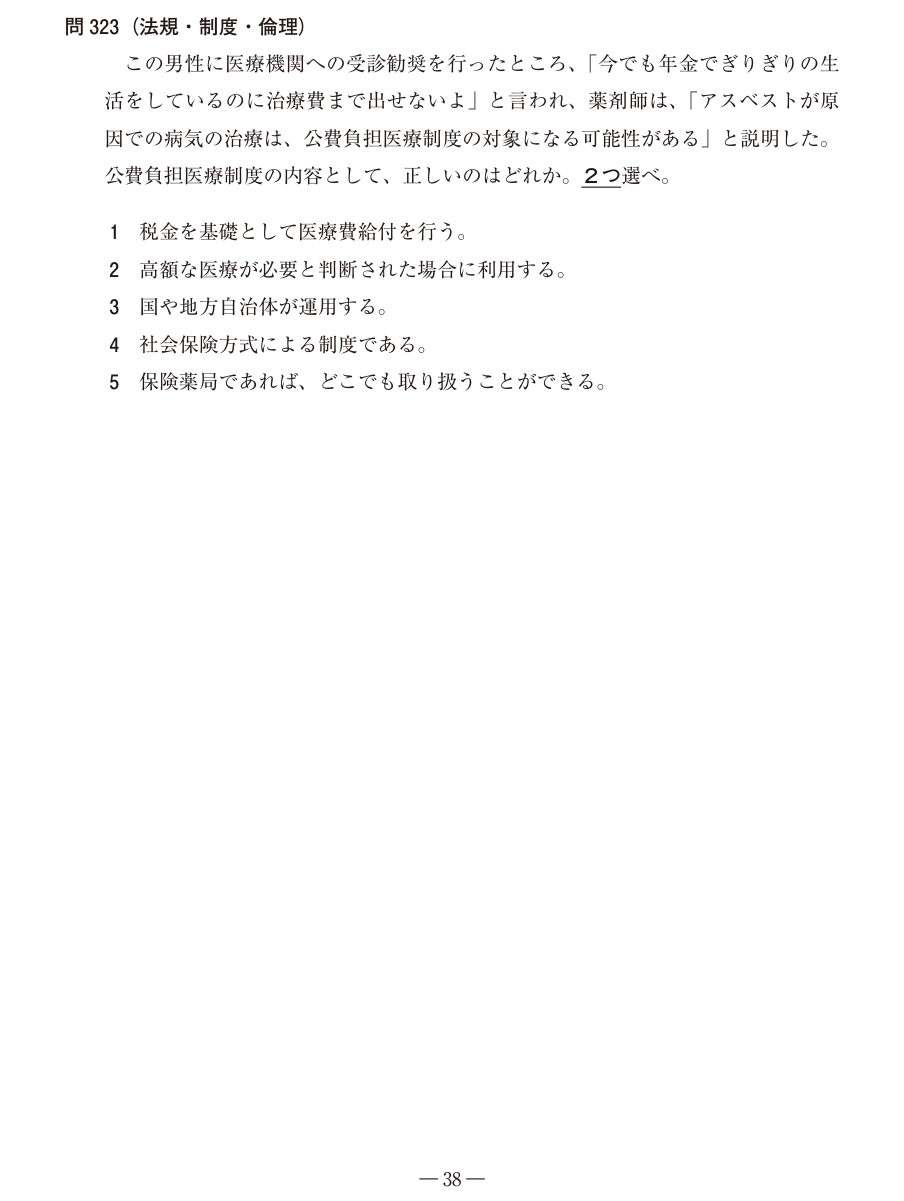 問 323（法規・制度・倫理）
この男性に医療機関への受診勧奨を行ったところ、「今でも年金でぎりぎりの生
活をしているのに治療費まで出せないよ」と言われ、薬剤師は、「アスベストが原
因での病気の治療は、公費負担医療制度の対象になる可能性がある」と説明した。
公費負担医療制度の内容として、正しいのはどれか。２つ選べ。
1 税金を基礎として医療費給付を行う。
2 高額な医療が必要と判断された場合に利用する。
3 国や地方自治体が運用する。
4 社会保険方式による制度である。
5 保険薬局であれば、どこでも取り扱うことができる。
― 38 ―